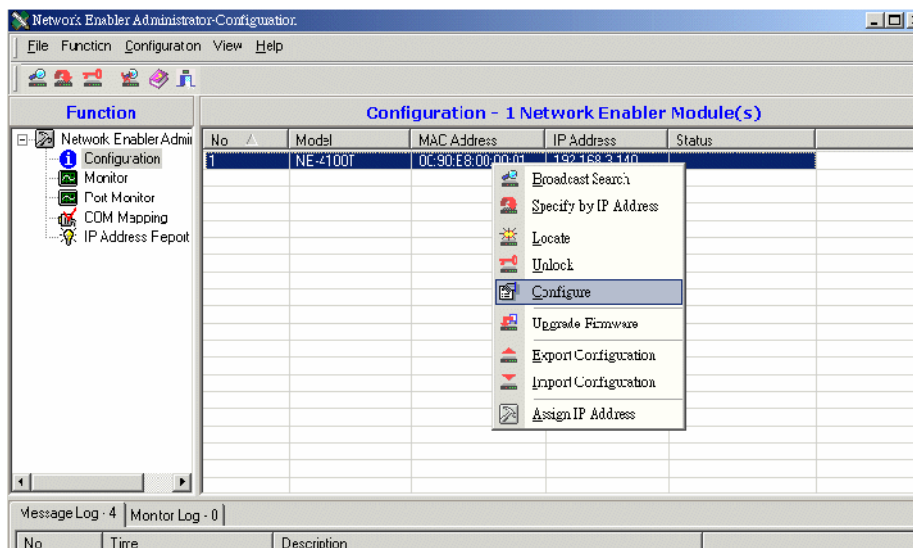 Network Enabler Administrator-Configuration
File Function Configuraton View Help
Function
Configuration - 1 Network Enabler Module(s)
Network Enabler Admii
Configuration
Monitor
Port Monitor
COM Mapping
IP Address Report
No Model MAC Address IP Address Status
1 NE-4100T 0C:90:E8:00:00:01 192.168.3.140
Broadcast Search
Specify by IP Address
Locate
Unlock
Configure
Upgrade Firmware
Export Configuration
Import Configuration
Assign IP Address
Message Log - 4 Monitor Log - 0
No Time Description